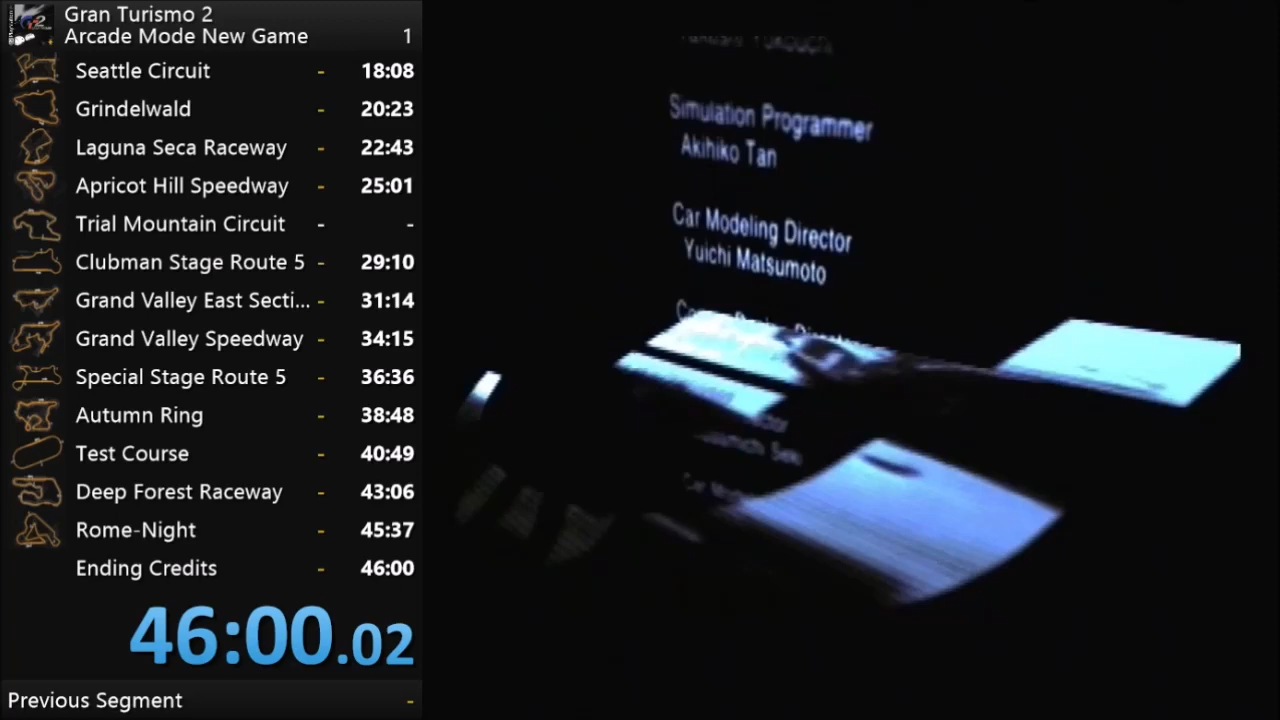 Gran Turismo 2
Arcade Mode New Game 1
Seattle Circuit - 18:08
Grindelwald - 20:23
Laguna Seca Raceway - 22:43
Apricot Hill Speedway - 25:01
Trial Mountain Circuit - -
Clubman Stage Route 5 - 29:10
Grand Valley East Secti... - 31:14
Grand Valley Speedway - 34:15
Special Stage Route 5 - 36:36
Autumn Ring - 38:48
Test Course - 40:49
Deep Forest Raceway - 43:06
Rome-Night - 45:37
Ending Credits - 46:00
46:00.02
Previous Segment -
Simulation Programmer
Akihiko Tan
Car Modeling Director
Yuichi Matsumoto